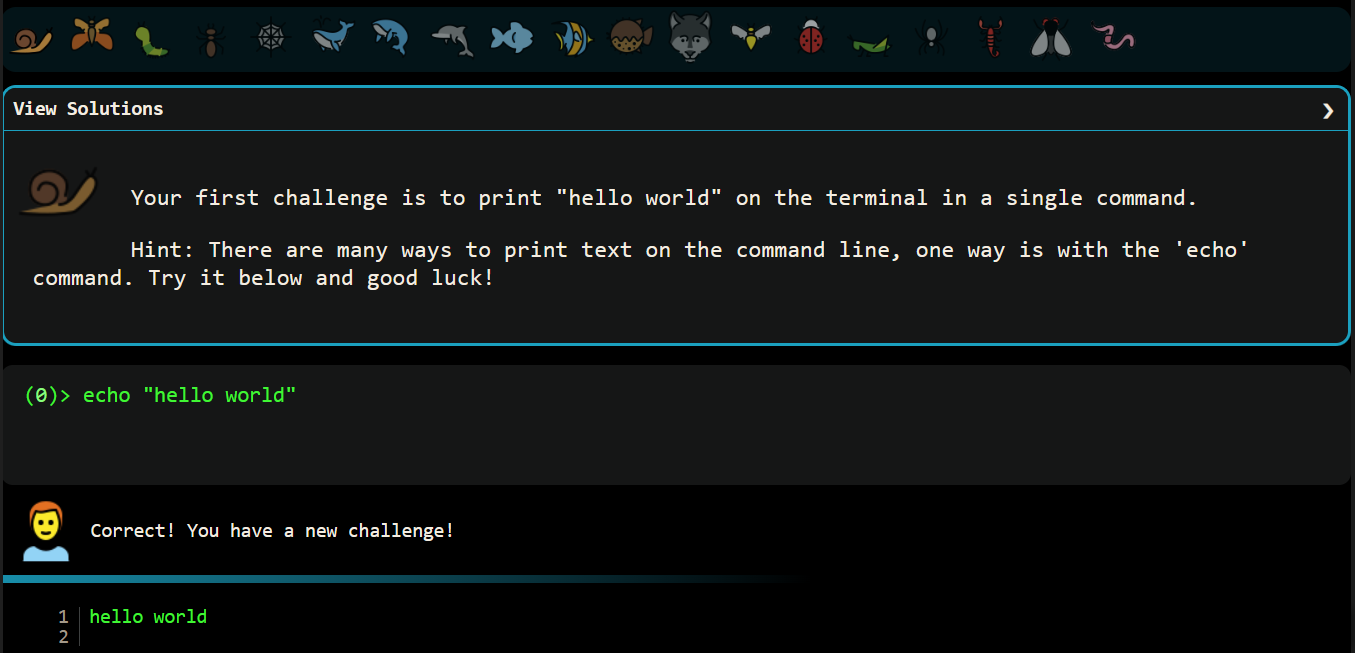 View Solutions ❯
Your first challenge is to print "hello world" on the terminal in a single command.
Hint: There are many ways to print text on the command line, one way is with the 'echo'
command. Try it below and good luck!
(0)> echo "hello world"
Correct! You have a new challenge!
1 hello world
2